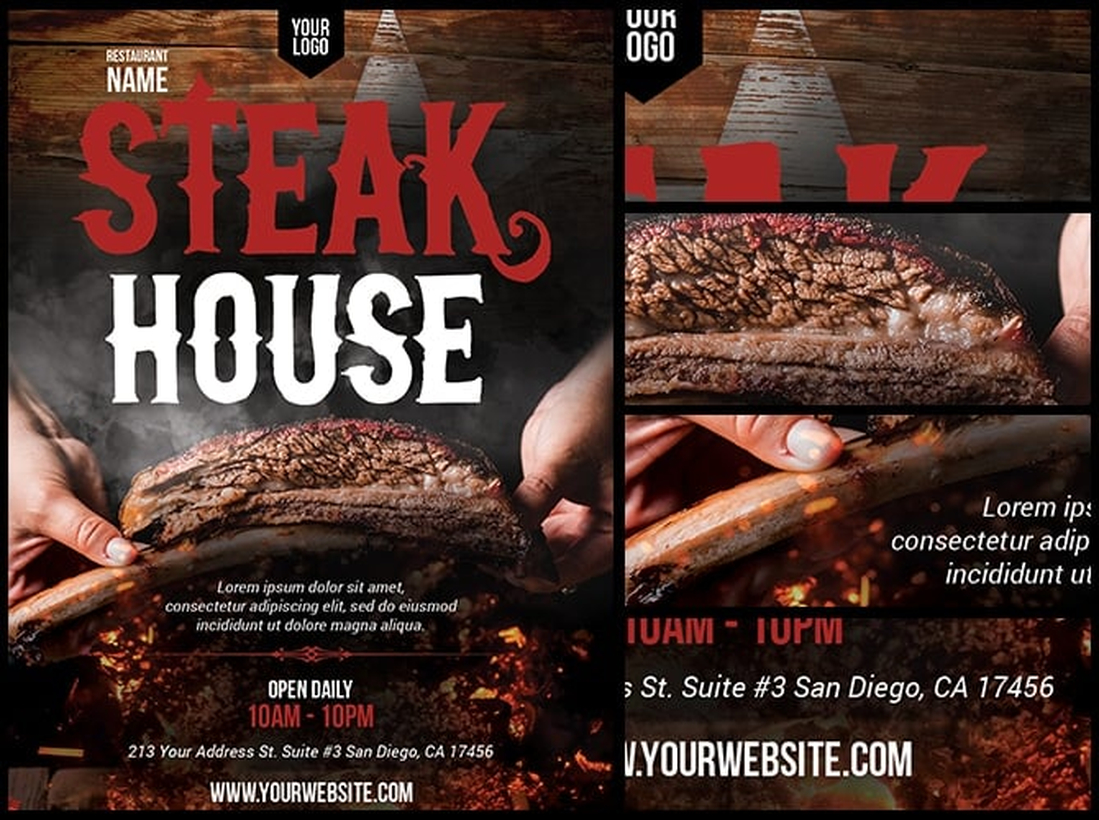 YOUR
LOGO
RESTAURANT
NAME
STEAK
HOUSE
Lorem ipsum dolor sit amet,
consectetur adipiscing elit, sed do eiusmod
incididunt ut dolore magna aliqua.
OPEN DAILY
10AM - 10PM
213 Your Address St. Suite #3 San Diego, CA 17456
WWW.YOURWEBSITE.COM
OUR
OGO
AK
Lorem ips
consectetur adip
incididunt ut
10AM - 10PM
s St. Suite #3 San Diego, CA 17456
W.YOURWEBSITE.COM